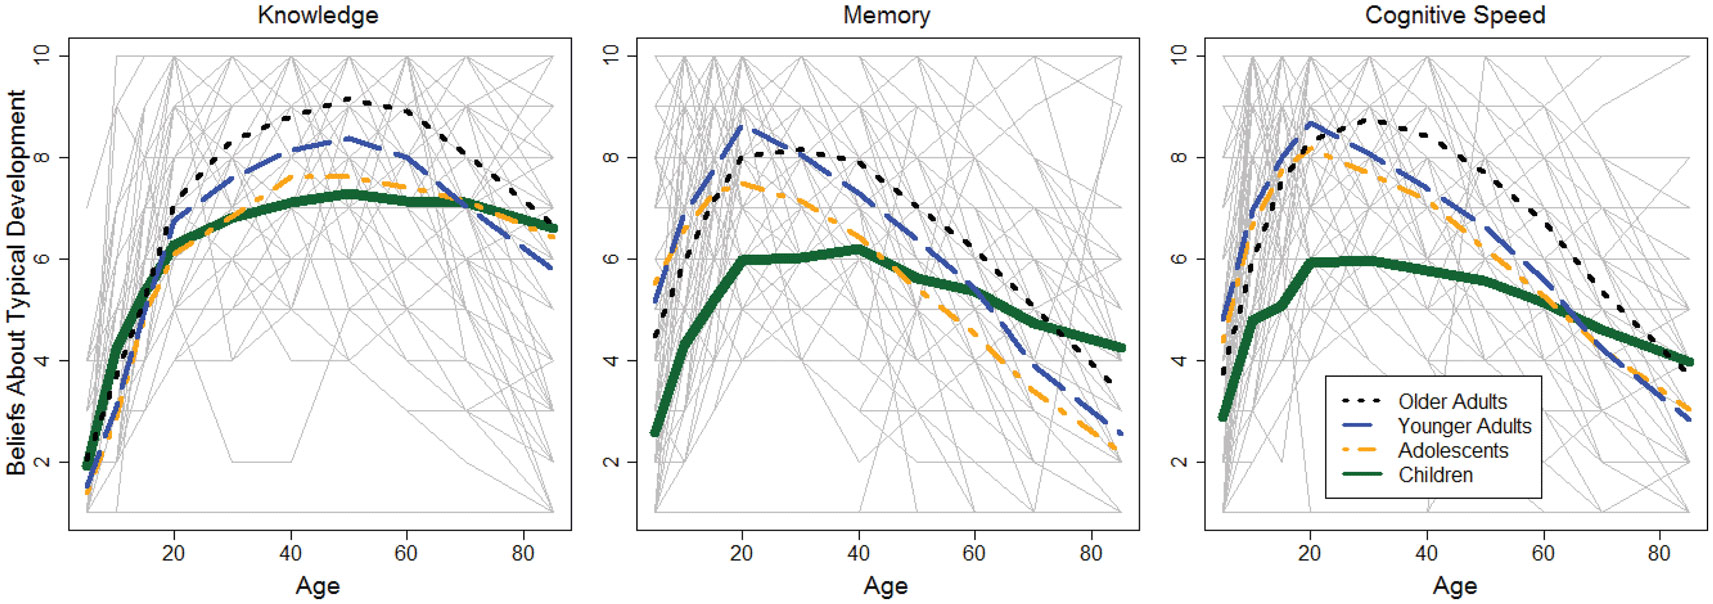 Knowledge
Memory
Cognitive Speed
Beliefs About Typical Development
10
8
6
4
2
20
40
60
80
Age
10
8
6
4
2
20
40
60
80
Age
10
8
6
4
2
20
40
60
80
Age
Older Adults
Younger Adults
Adolescents
Children